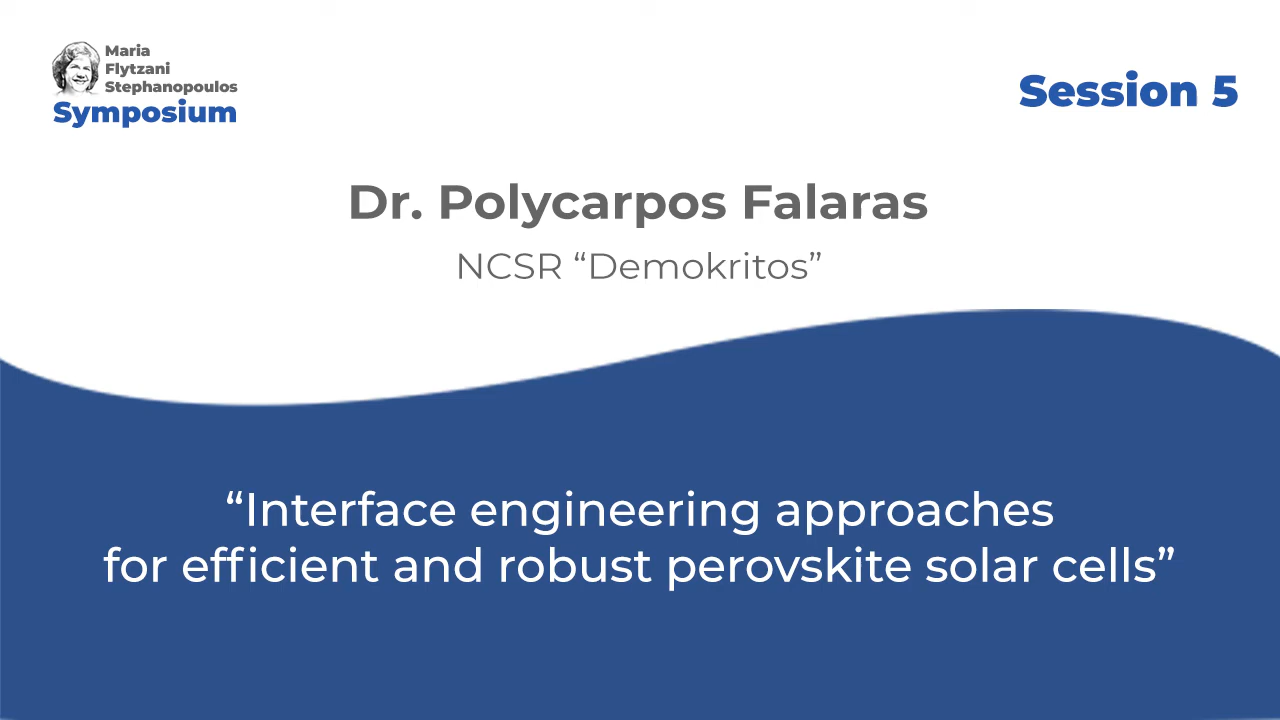 Maria
Flytzani
Stephanopoulos
Symposium
Session 5
Dr. Polycarpos Falaras
NCSR “Demokritos”
“Interface engineering approaches
for efficient and robust perovskite solar cells”